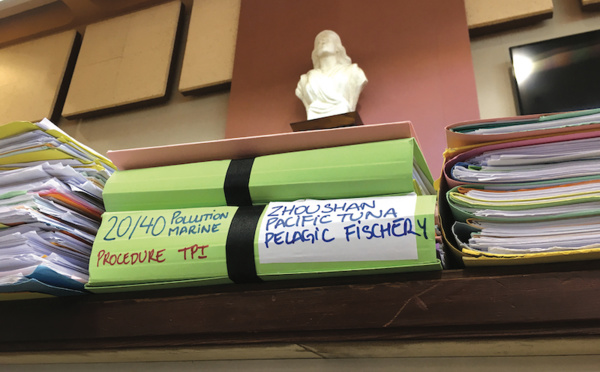 20/40 POLLUTION MARINE
PROCEDURE TPI
ZHOUSHAN
PACIFIC TUNA
PELAGIC FISCHERY